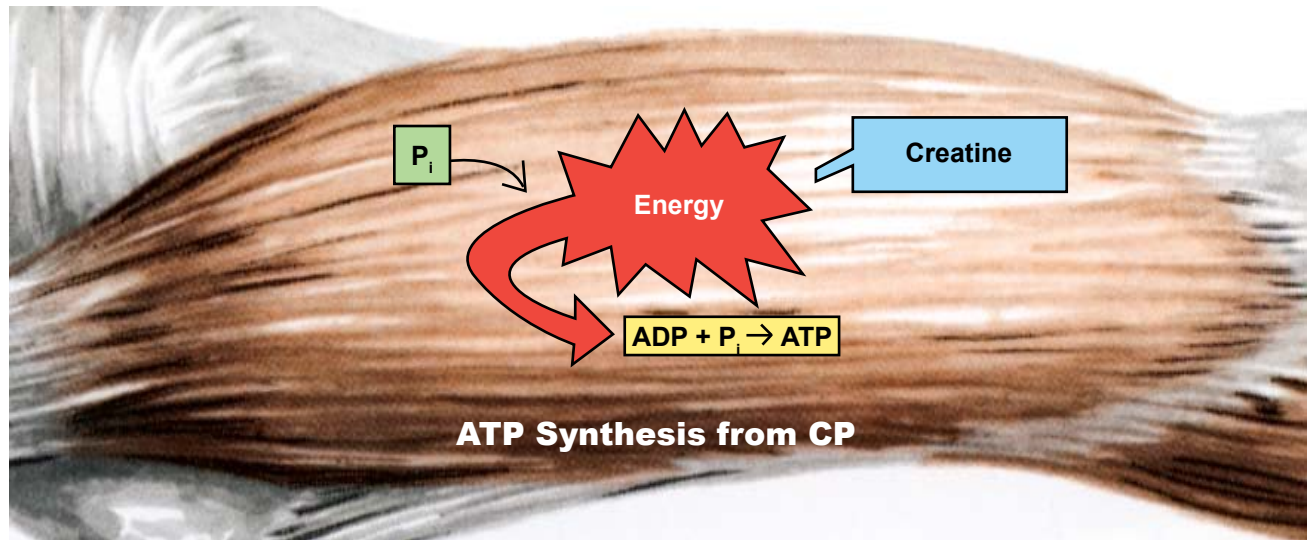 Pi
Creatine
Energy
ADP + Pi → ATP
ATP Synthesis from CP